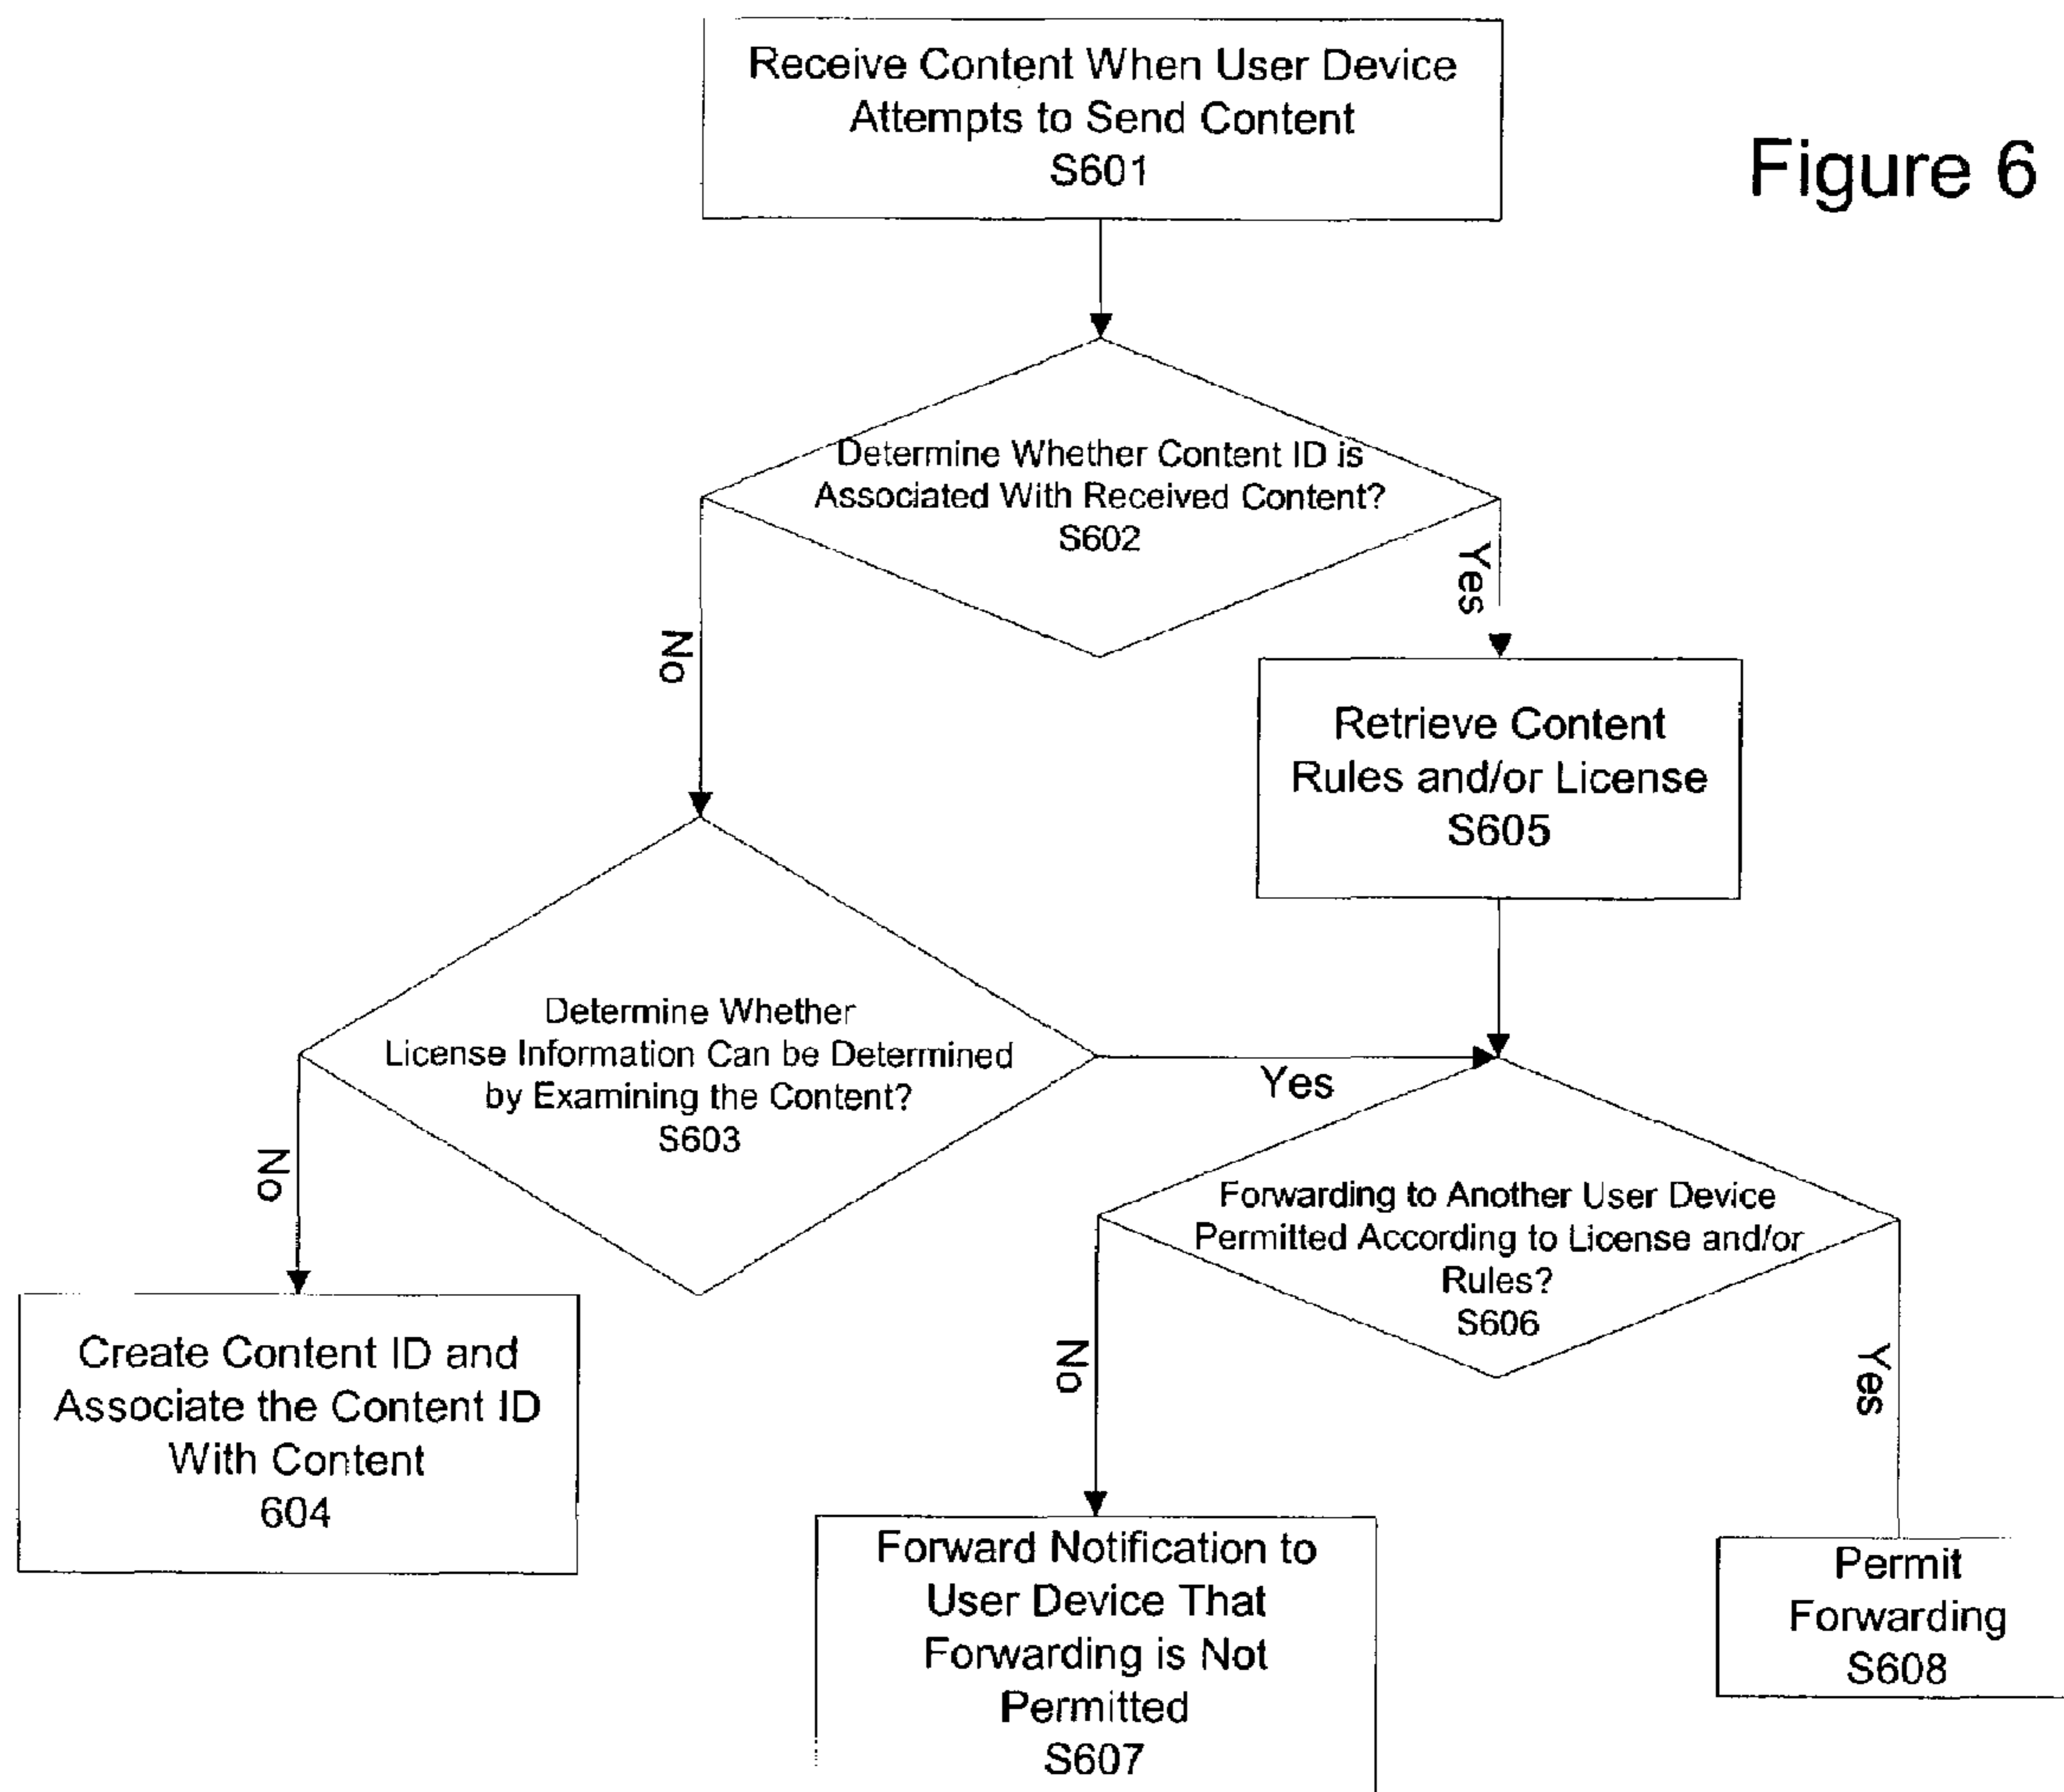 Receive Content When User Device
Attempts to Send Content
S601
Figure 6
Determine Whether Content ID is
Associated With Received Content?
S602
Yes
No
Retrieve Content
Rules and/or License
S605
Determine Whether
License Information Can be Determined
by Examining the Content?
S603
Yes
No
Forwarding to Another User Device
Permitted According to License and/or
Rules?
S606
No
Yes
Create Content ID and
Associate the Content ID
With Content
604
Forward Notification to
User Device That
Forwarding is Not
Permitted
S607
Permit
Forwarding
S608